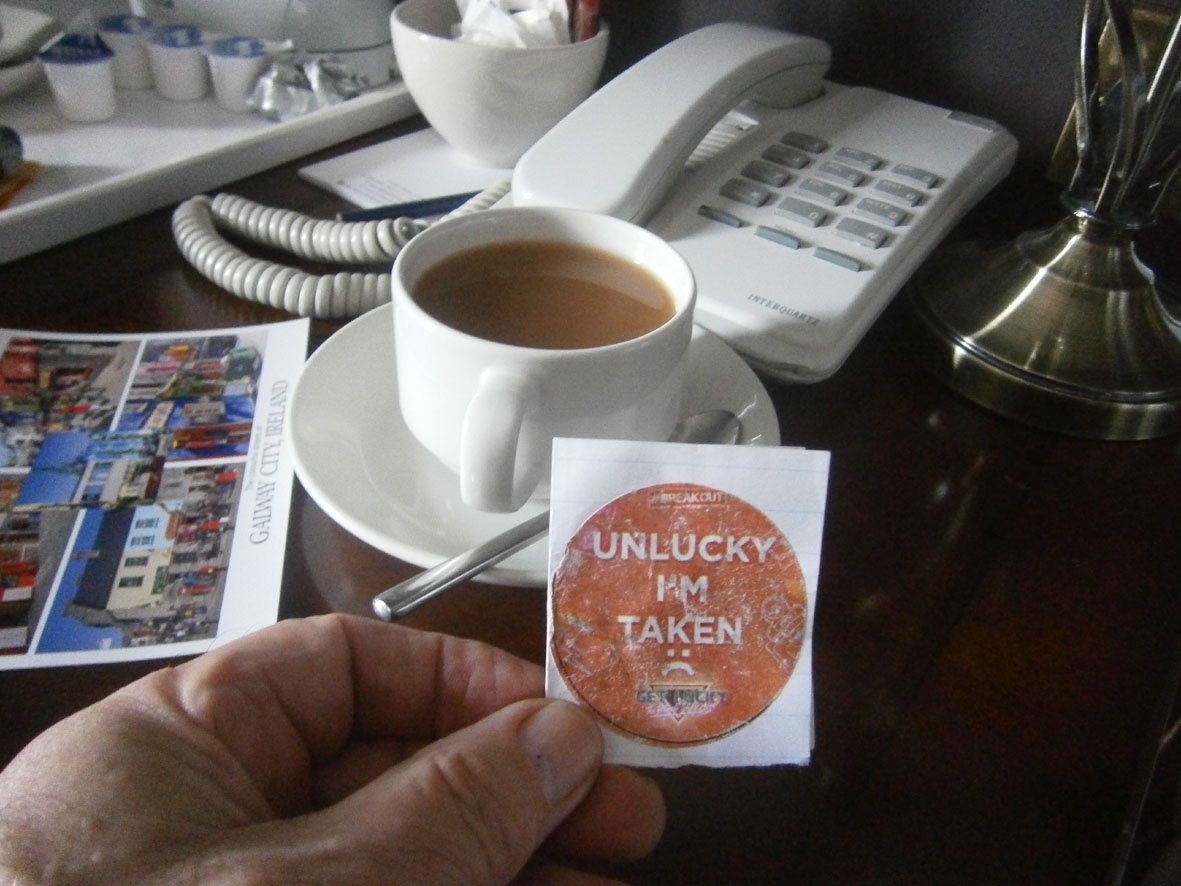 INTERQUARTZ
GALWAY CITY, IRELAND
#BREAKOUT
UNLUCKY
I'M
TAKEN